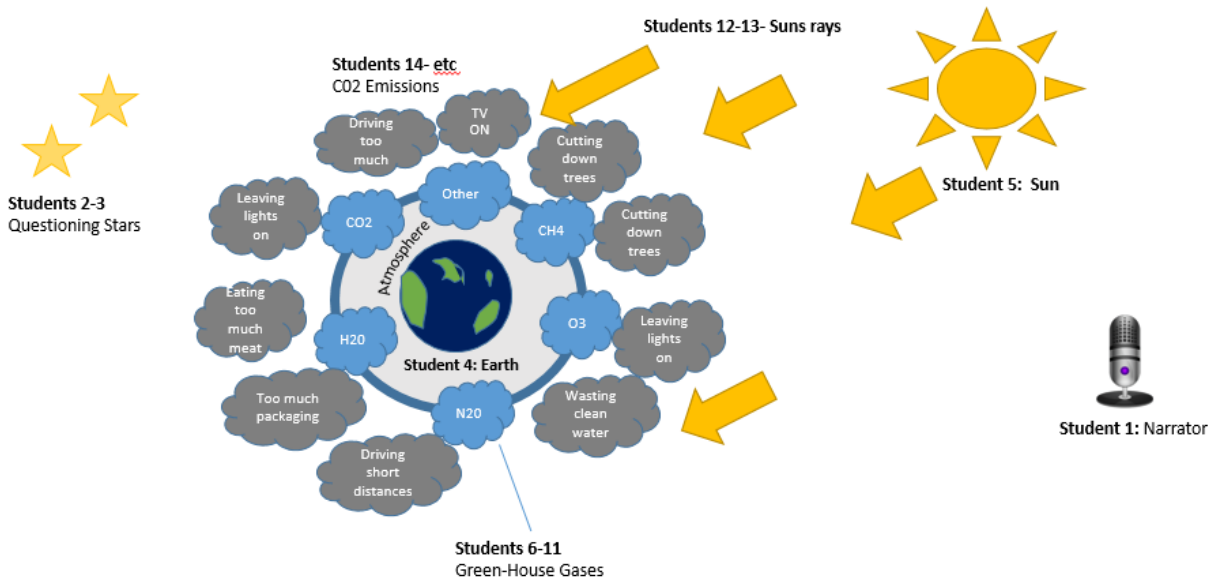 Students 12-13- Suns rays
Students 14- etc
C02 Emissions
Driving
too
much
TV
ON
Cutting
down
trees
Student 5:  Sun
Students 2-3
Questioning Stars
Leaving
lights
on
CO2
Other
CH4
Cutting
down
trees
Atmosphere
Eating
too
much
meat
H20
O3
Leaving
lights
on
Student 4: Earth
Too much
packaging
N20
Wasting
clean
water
Student 1: Narrator
Driving
short
distances
Students 6-11
Green-House Gases